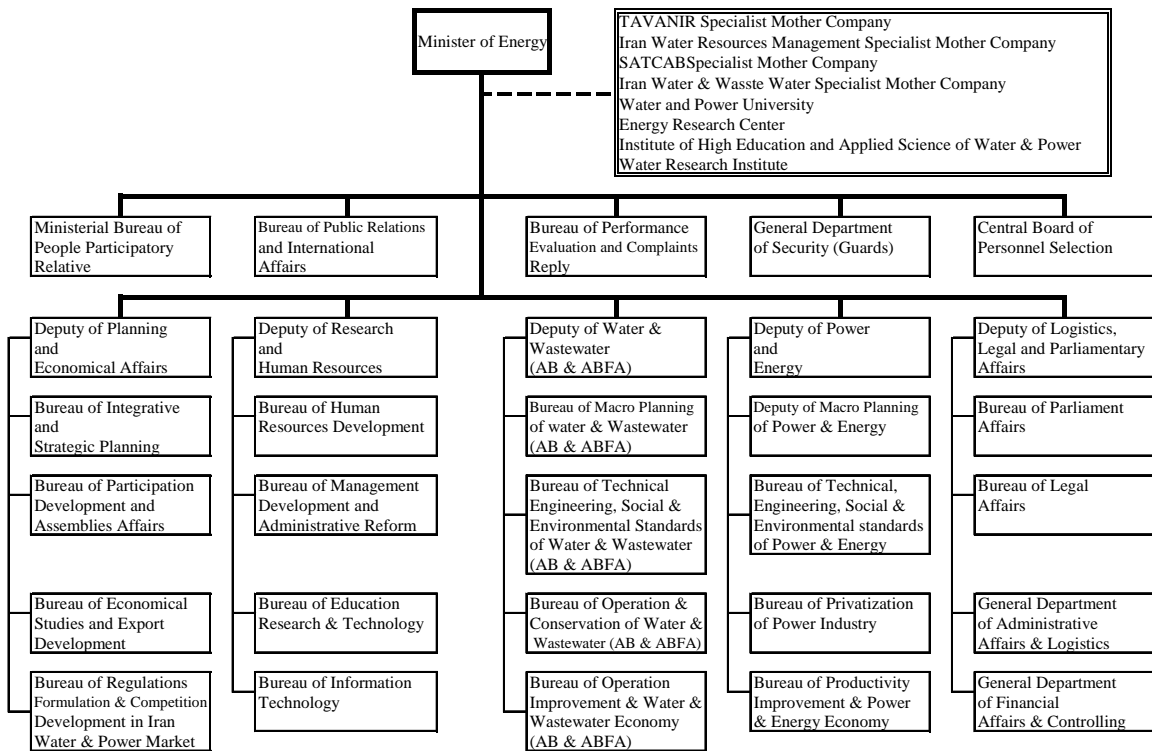 Minister of Energy
TAVANIR Specialist Mother Company
Iran Water Resources Management Specialist Mother Company
SATCABSpecialist Mother Company
Iran Water & Wasste Water Specialist Mother Company
Water and Power University
Energy Research Center
Institute of High Education and Applied Science of Water & Power
Water Research Institute
Ministerial Bureau of
People Participatory
Relative
Bureau of Public Relations
and International
Affairs
Bureau of Performance
Evaluation and Complaints
Reply
General Department
of Security (Guards)
Central Board of
Personnel Selection
Deputy of Planning
and
Economical Affairs
Deputy of Research
and
Human Resources
Deputy of Water &
Wastewater
(AB & ABFA)
Deputy of Power
and
Energy
Deputy of Logistics,
Legal and Parliamentary
Affairs
Bureau of Integrative
and
Strategic Planning
Bureau of Human
Resources Development
Bureau of Macro Planning
of water & Wastewater
(AB & ABFA)
Deputy of Macro Planning
of Power & Energy
Bureau of Parliament
Affairs
Bureau of Participation
Development and
Assemblies Affairs
Bureau of Management
Development and
Administrative Reform
Bureau of Technical
Engineering, Social &
Environmental Standards
of Water & Wastewater
(AB & ABFA)
Bureau of Technical,
Engineering, Social &
Environmental standards
of Power & Energy
Bureau of Legal
Affairs
Bureau of Economical
Studies and Export
Development
Bureau of Education
Research & Technology
Bureau of Operation &
Conservation of Water &
Wastewater (AB & ABFA)
Bureau of Privatization
of Power Industry
General Department
of Administrative
Affairs & Logistics
Bureau of Regulations
Formulation & Competition
Development in Iran
Water & Power Market
Bureau of Information
Technology
Bureau of Operation
Improvement & Water &
Wastewater Economy
(AB & ABFA)
Bureau of Productivity
Improvement & Power
& Energy Economy
General Department
of Financial
Affairs & Controlling